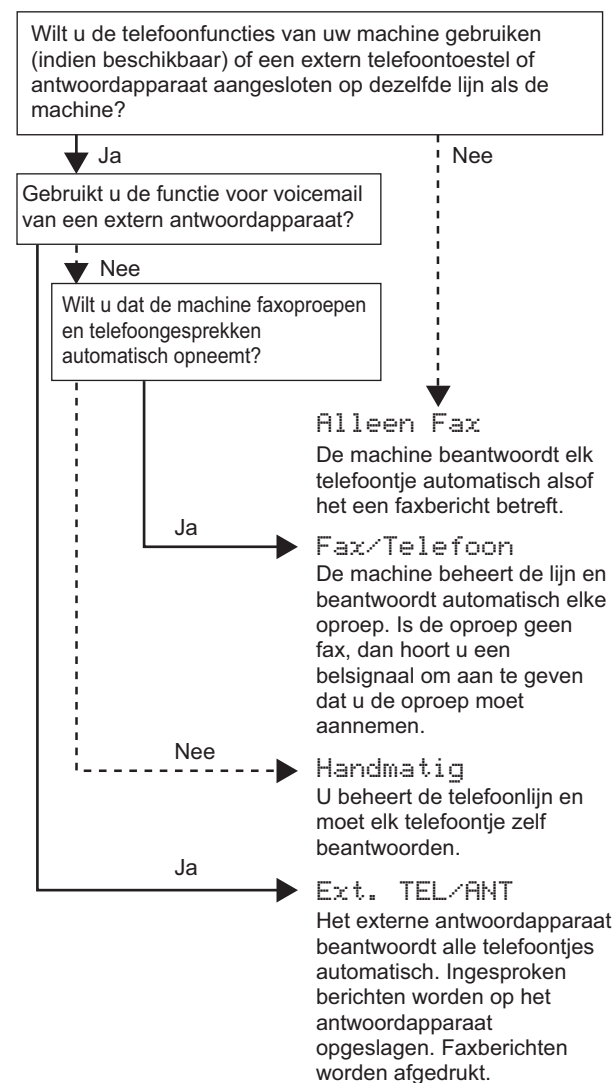 Wilt u de telefoonfuncties van uw machine gebruiken
(indien beschikbaar) of een extern telefoontoestel of
antwoordapparaat aangesloten op dezelfde lijn als de
machine?
Ja
Nee
Gebruikt u de functie voor voicemail
van een extern antwoordapparaat?
Nee
Wilt u dat de machine faxoproepen
en telefoongesprekken
automatisch opneemt?
Alleen Fax
De machine beantwoordt elk
telefoontje automatisch alsof
het een faxbericht betreft.
Ja
Fax/Telefoon
De machine beheert de lijn en
beantwoordt automatisch elke
oproep. Is de oproep geen
fax, dan hoort u een
belsignaal om aan te geven
dat u de oproep moet
aannemen.
Nee
Handmatig
U beheert de telefoonlijn en
moet elk telefoontje zelf
beantwoorden.
Ja
Ext. TEL/ANT
Het externe antwoordapparaat
beantwoordt alle telefoontjes
automatisch. Ingesproken
berichten worden op het
antwoordapparaat
opgeslagen. Faxberichten
worden afgedrukt.